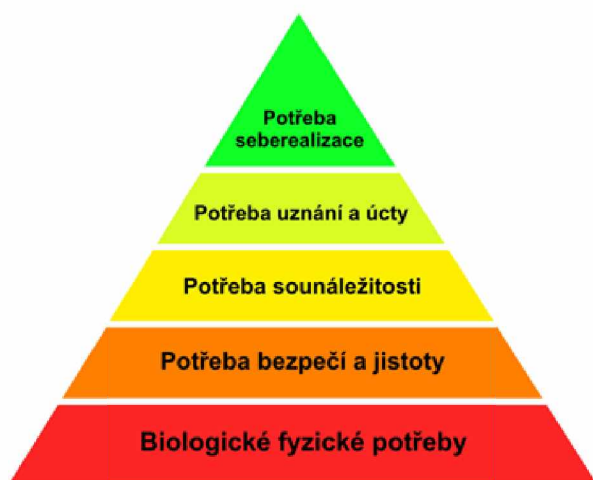 Potřeba
seberealizace
Potřeba uznání a úcty
Potřeba sounáležitosti
Potřeba bezpečí a jistoty
Biologické fyzické potřeby